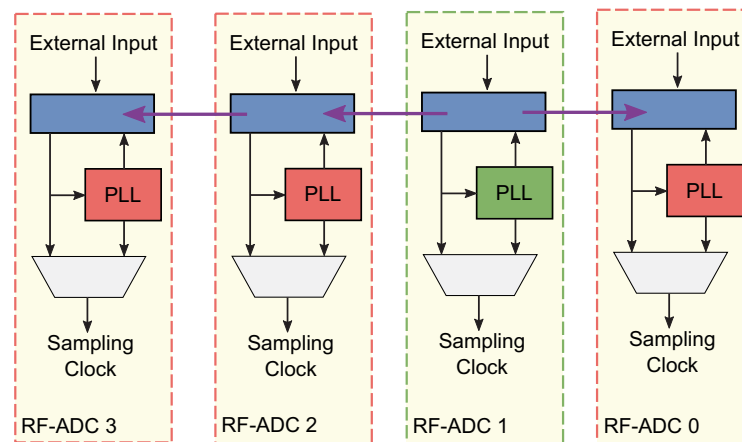 External Input
External Input
External Input
External Input
PLL
PLL
PLL
PLL
Sampling
Clock
Sampling
Clock
Sampling
Clock
Sampling
Clock
RF-ADC 3
RF-ADC 2
RF-ADC 1
RF-ADC 0